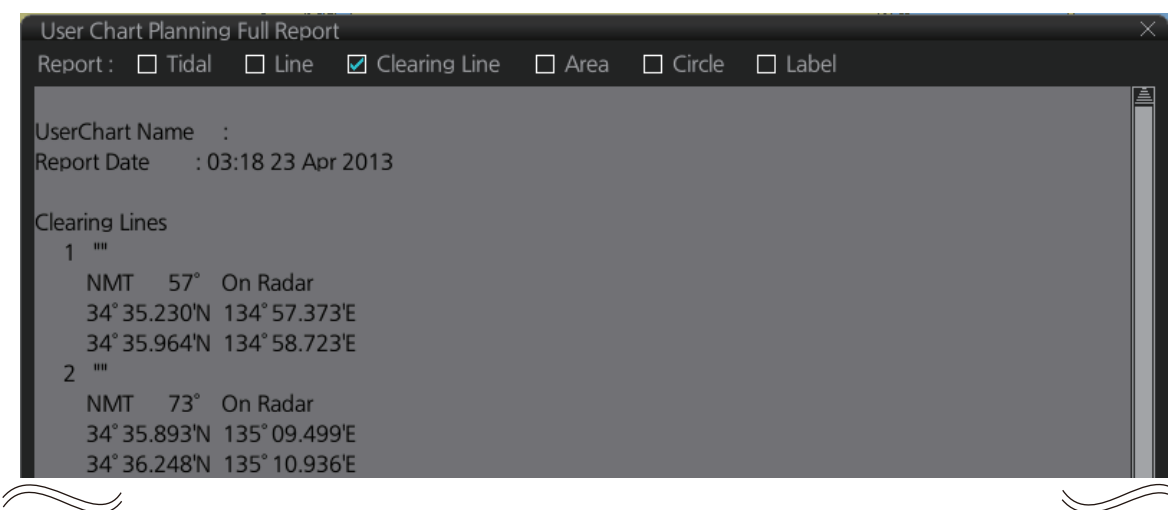 User Chart Planning Full Report
Report : Tidal Line Clearing Line Area Circle Label
UserChart Name :
Report Date : 03:18 23 Apr 2013
Clearing Lines
1 ""
NMT 57° On Radar
34°35.230'N 134°57.373'E
34°35.964'N 134°58.723'E
2 ""
NMT 73° On Radar
34°35.893'N 135°09.499'E
34°36.248'N 135°10.936'E